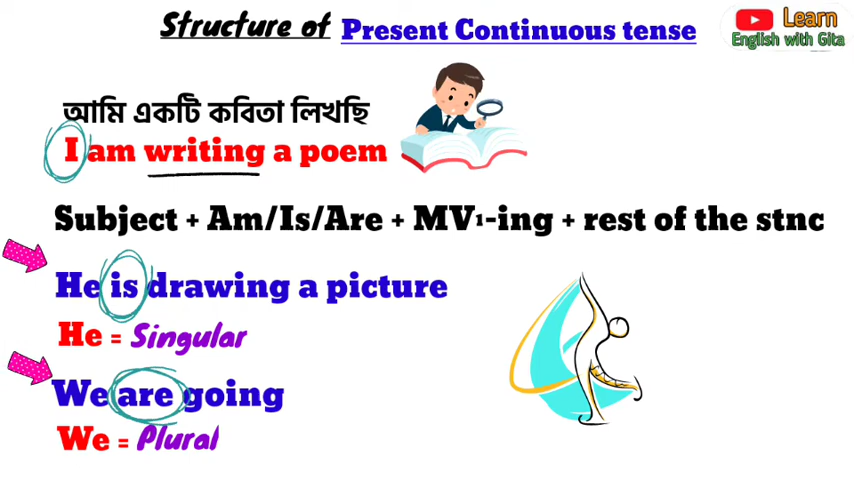 Structure of Present Continuous tense
Learn
English with Gita
আমি একটি কবিতা লিখছি
I am writing a poem
Subject + Am/Is/Are + MV1-ing + rest of the stnc
He is drawing a picture
He = Singular
We are going
We = Plural